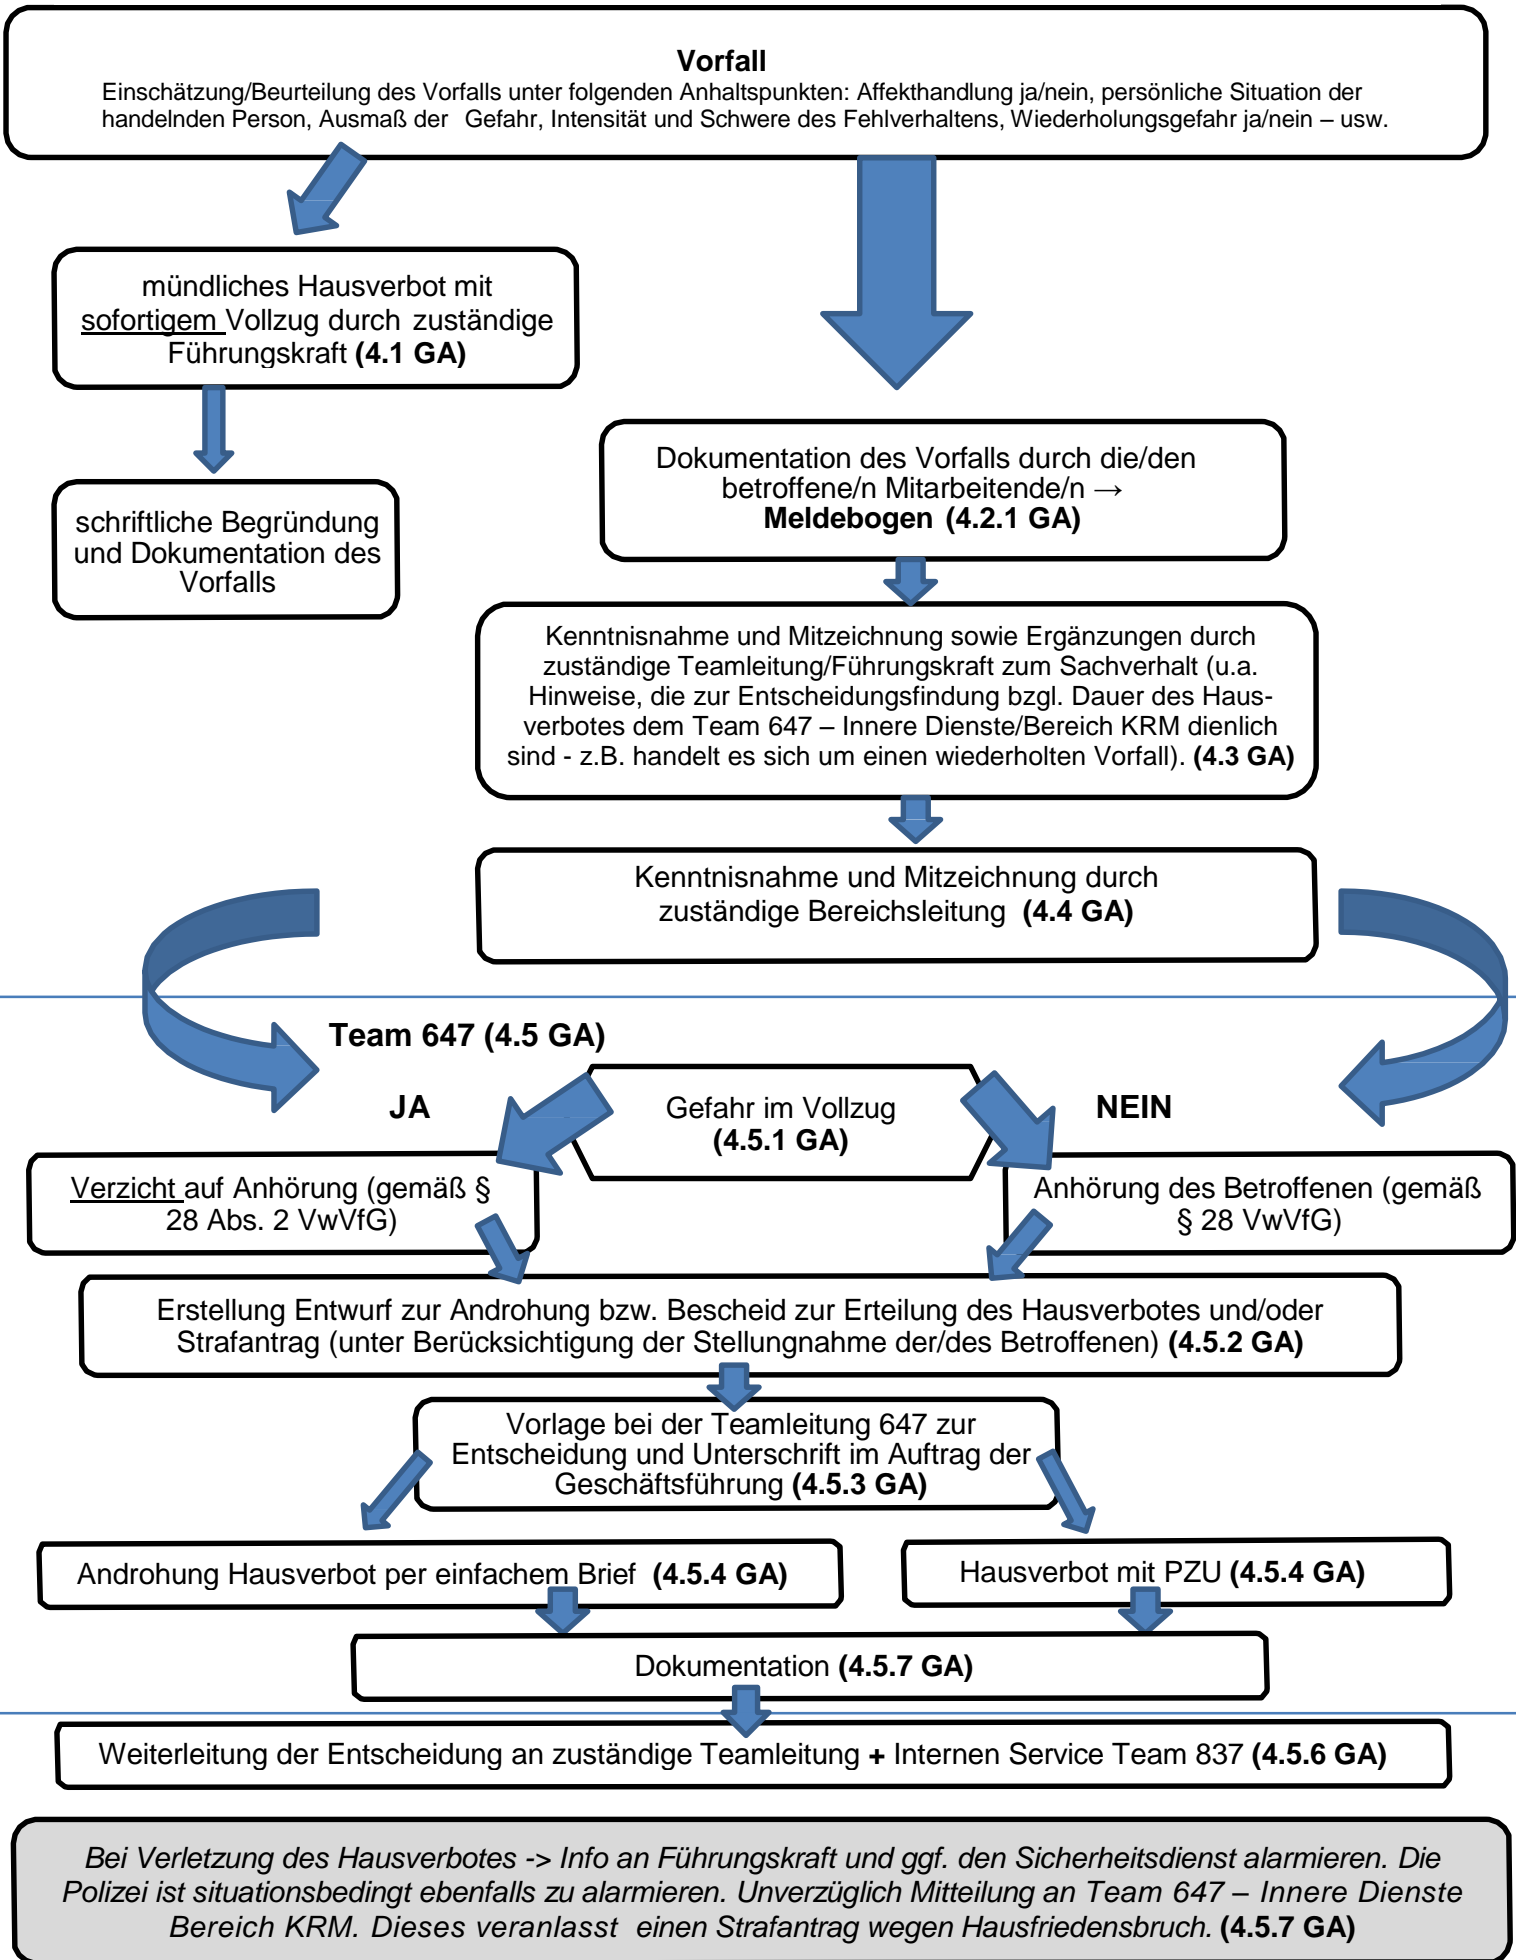 Vorfall
Einschätzung/Beurteilung des Vorfalls unter folgenden Anhaltspunkten: Affekthandlung ja/nein, persönliche Situation der
handelnden Person, Ausmaß der Gefahr, Intensität und Schwere des Fehlverhaltens, Wiederholungsgefahr ja/nein – usw.
mündliches Hausverbot mit
sofortigem Vollzug durch zuständige
Führungskraft (4.1 GA)
schriftliche Begründung
und Dokumentation des
Vorfalls
Dokumentation des Vorfalls durch die/den
betroffene/n Mitarbeitende/n →
Meldebogen (4.2.1 GA)
Kenntnisnahme und Mitzeichnung sowie Ergänzungen durch
zuständige Teamleitung/Führungskraft zum Sachverhalt (u.a.
Hinweise, die zur Entscheidungsfindung bzgl. Dauer des Haus-
verbotes dem Team 647 – Innere Dienste/Bereich KRM dienlich
sind - z.B. handelt es sich um einen wiederholten Vorfall). (4.3 GA)
Kenntnisnahme und Mitzeichnung durch
zuständige Bereichsleitung (4.4 GA)
Team 647 (4.5 GA)
JA
Gefahr im Vollzug
(4.5.1 GA)
NEIN
Verzicht auf Anhörung (gemäß §
28 Abs. 2 VwVfG)
Anhörung des Betroffenen (gemäß
§ 28 VwVfG)
Erstellung Entwurf zur Androhung bzw. Bescheid zur Erteilung des Hausverbotes und/oder
Strafantrag (unter Berücksichtigung der Stellungnahme der/des Betroffenen) (4.5.2 GA)
Vorlage bei der Teamleitung 647 zur
Entscheidung und Unterschrift im Auftrag der
Geschäftsführung (4.5.3 GA)
Androhung Hausverbot per einfachem Brief (4.5.4 GA)
Hausverbot mit PZU (4.5.4 GA)
Dokumentation (4.5.7 GA)
Weiterleitung der Entscheidung an zuständige Teamleitung + Internen Service Team 837 (4.5.6 GA)
Bei Verletzung des Hausverbotes -> Info an Führungskraft und ggf. den Sicherheitsdienst alarmieren. Die
Polizei ist situationsbedingt ebenfalls zu alarmieren. Unverzüglich Mitteilung an Team 647 – Innere Dienste
Bereich KRM. Dieses veranlasst einen Strafantrag wegen Hausfriedensbruch. (4.5.7 GA)